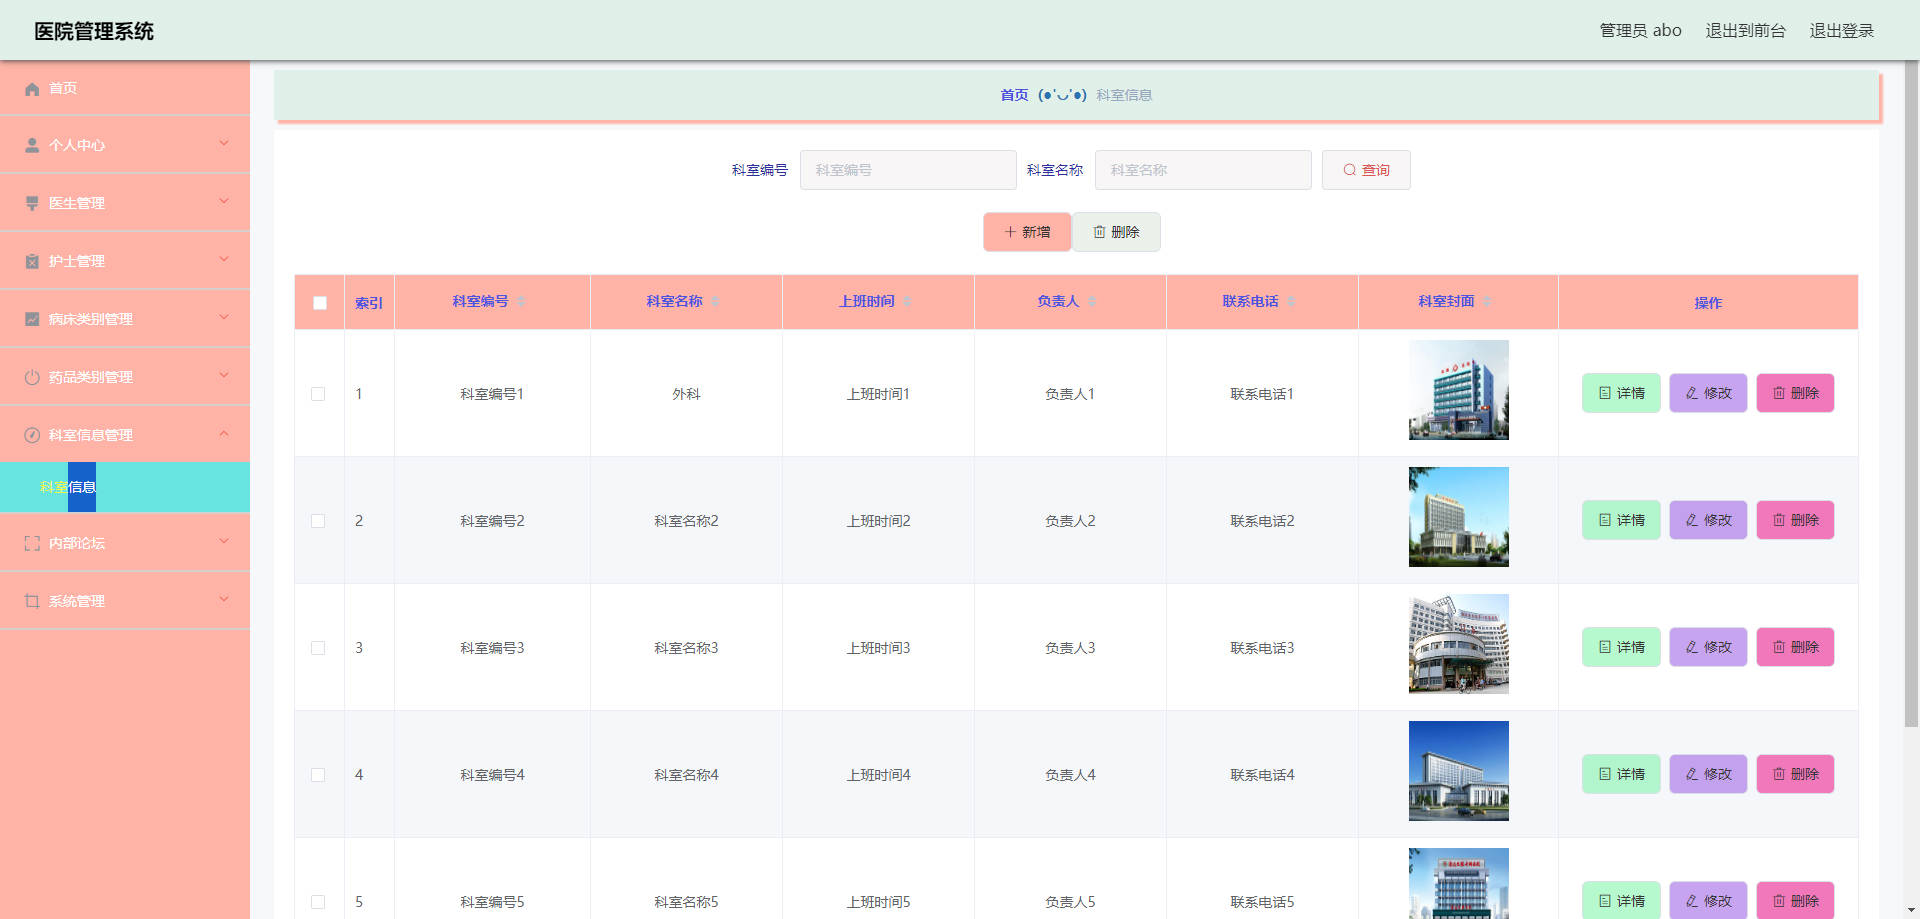 医院管理系统
管理员 abo 退出到前台 退出登录
首页
个人中心
医生管理
护士管理
病床类别管理
药品类别管理
科室信息管理
科室信息
内部论坛
系统管理
首页 (●'◡'●) 科室信息
科室编号 科室编号 科室名称 科室名称 查询
新增 删除
索引 科室编号 科室名称 上班时间 负责人 联系电话 科室封面 操作
1 科室编号1 外科 上班时间1 负责人1 联系电话1 详情 修改 删除
2 科室编号2 科室名称2 上班时间2 负责人2 联系电话2 详情 修改 删除
3 科室编号3 科室名称3 上班时间3 负责人3 联系电话3 详情 修改 删除
4 科室编号4 科室名称4 上班时间4 负责人4 联系电话4 详情 修改 删除
5 科室编号5 科室名称5 上班时间5 负责人5 联系电话5 详情 修改 删除